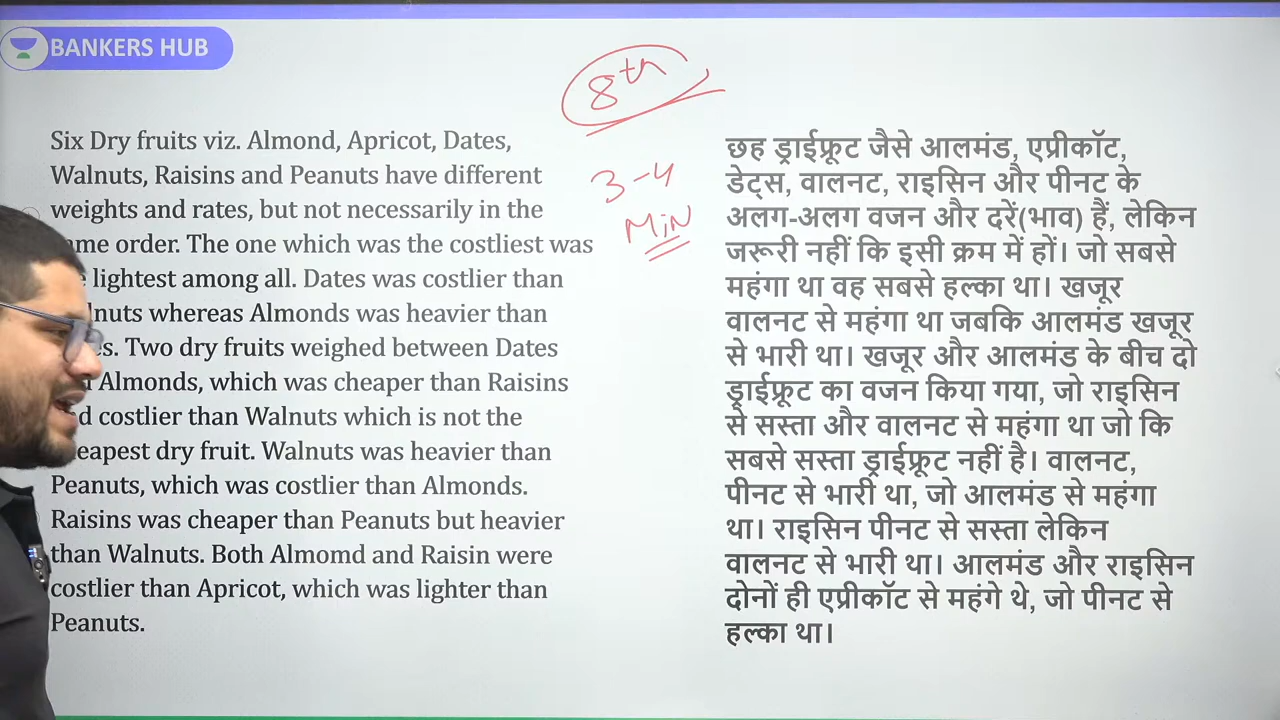 BANKERS HUB
8th
3-4
MiN
Six Dry fruits viz. Almond, Apricot, Dates,
Walnuts, Raisins and Peanuts have different
weights and rates, but not necessarily in the
order. The one which was the costliest was
lightest among all. Dates was costlier than
whereas Almonds was heavier than
Two dry fruits weighed between Dates
Almonds, which was cheaper than Raisins
costlier than Walnuts which is not the
dry fruit. Walnuts was heavier than
Peanuts, which was costlier than Almonds.
Raisins was cheaper than Peanuts but heavier
than Walnuts. Both Almomd and Raisin were
costlier than Apricot, which was lighter than
Peanuts.
छह ड्राईफ्रूट जैसे आलमंड, एप्रीकॉट,
डेट्स, वालनट, राइसिन और पीनट के
अलग-अलग वजन और दरें(भाव) हैं, लेकिन
जरूरी नहीं कि इसी क्रम में हों। जो सबसे
महंगा था वह सबसे हल्का था। खजूर
वालनट से महंगा था जबकि आलमंड खजूर
से भारी था। खजूर और आलमंड के बीच दो
ड्राईफ्रूट का वजन किया गया, जो राइसिन
से सस्ता और वालनट से महंगा था जो कि
सबसे सस्ता ड्राईफ्रूट नहीं है। वालनट,
पीनट से भारी था, जो आलमंड से महंगा
था। राइसिन पीनट से सस्ता लेकिन
वालनट से भारी था। आलमंड और राइसिन
दोनों ही एप्रीकॉट से महंगे थे, जो पीनट से
हल्का था।